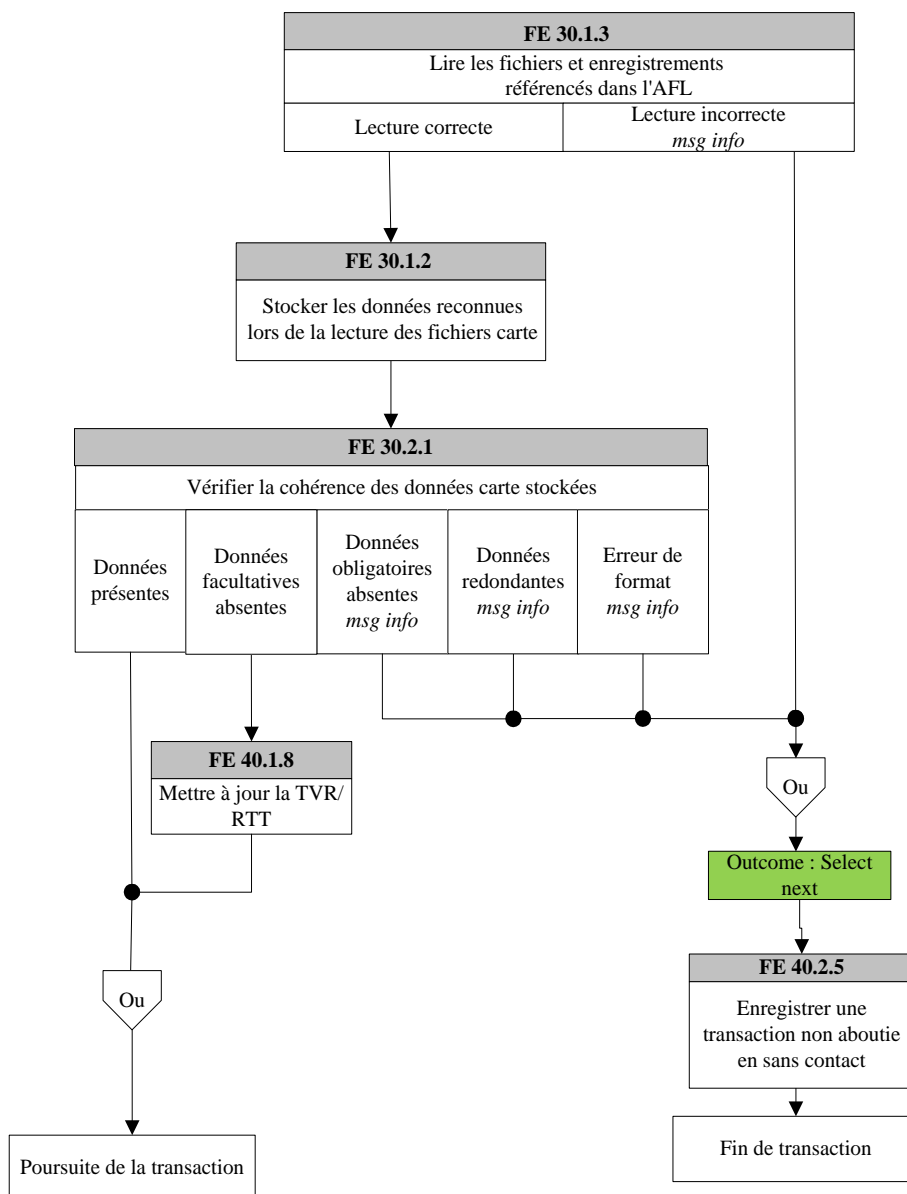 FE 30.1.3
Lire les fichiers et enregistrements
référencés dans l'AFL
Lecture correcte
Lecture incorrecte
msg info
FE 30.1.2
Stocker les données reconnues
lors de la lecture des fichiers carte
FE 30.2.1
Vérifier la cohérence des données carte stockées
Données
présentes
Données
facultatives
absentes
Données
obligatoires
absentes
msg info
Données
redondantes
msg info
Erreur de
format
msg info
FE 40.1.8
Mettre à jour la TVR/
RTT
Ou
Outcome : Select
next
FE 40.2.5
Enregistrer une
transaction non aboutie
en sans contact
Ou
Fin de transaction
Poursuite de la transaction